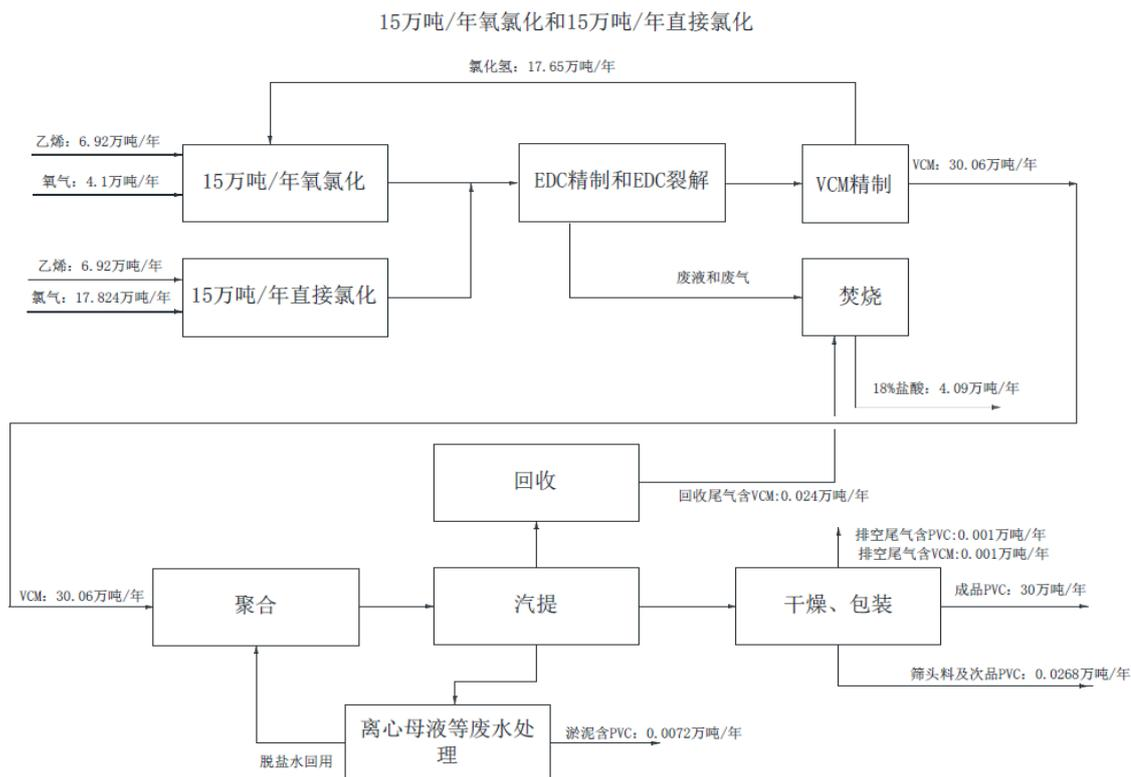 15万吨/年氧氯化和15万吨/年直接氯化
氯化氢：17.65万吨/年
乙烯：6.92万吨/年
氧气：4.1万吨/年
15万吨/年氧氯化
EDC精制和EDC裂解
VCM精制
VCM：30.06万吨/年
乙烯：6.92万吨/年
氯气：17.824万吨/年
15万吨/年直接氯化
废液和废气
焚烧
18%盐酸：4.09万吨/年
回收
回收尾气含VCM:0.024万吨/年
排空尾气含PVC:0.001万吨/年
排空尾气含VCM:0.001万吨/年
VCM：30.06万吨/年
聚合
汽提
干燥、包装
成品PVC：30万吨/年
筛头料及次品PVC：0.0268万吨/年
离心母液等废水处
理
淤泥含PVC：0.0072万吨/年
脱盐水回用